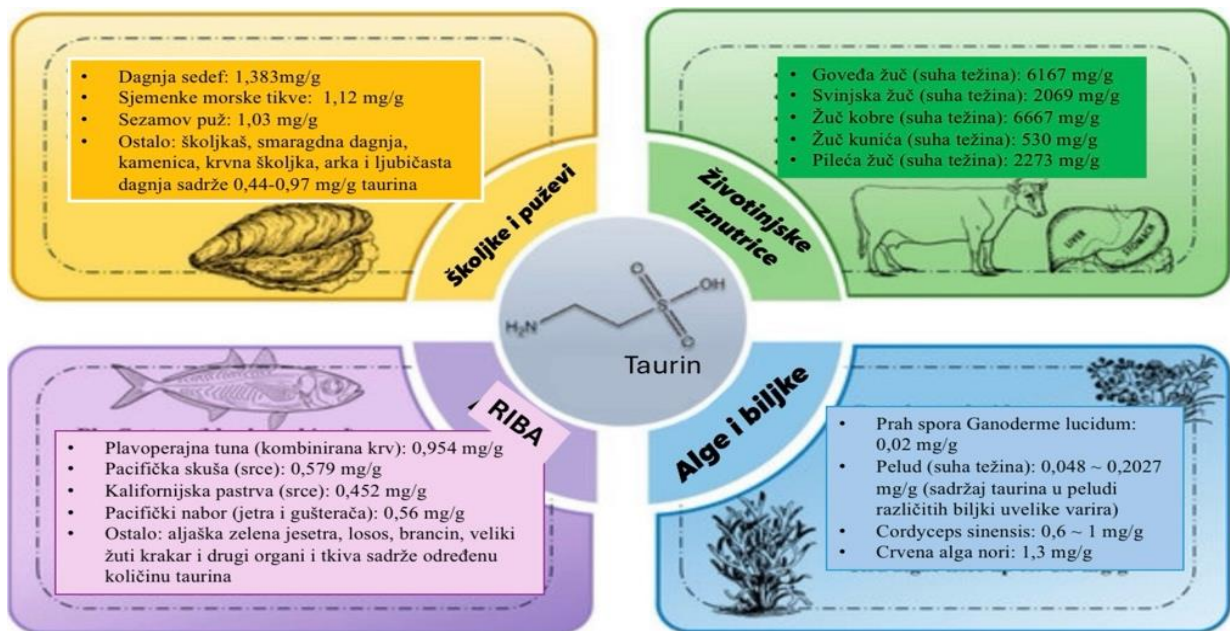 Dagnja sedef: 1,383mg/g
Sjemenke morske tikve: 1,12 mg/g
Sezamov puž: 1,03 mg/g
Ostalo: školjkaš, smaragdna dagnja,
kamenica, krvna školjka, arka i ljubičasta
dagnja sadrže 0,44-0,97 mg/g taurina
Školjke i puževi
Goveđa žuč (suha težina): 6167 mg/g
Svinjska žuč (suha težina): 2069 mg/g
Žuč kobre (suha težina): 6667 mg/g
Žuč kunića (suha težina): 530 mg/g
Pileća žuč (suha težina): 2273 mg/g
Životinjske
iznutrice
LIVER
STOMACH
H₂N
O
S
OH
O
Taurin
RIBA
Plavoperajna tuna (kombinirana krv): 0,954 mg/g
Pacifička skuša (srce): 0,579 mg/g
Kalifornijska pastrva (srce): 0,452 mg/g
Pacifički nabor (jetra i gušterača): 0,56 mg/g
Ostalo: aljaška zelena jesetra, losos, brancin, veliki
žuti krakar i drugi organi i tkiva sadrže određenu
količinu taurina
Alge i biljke
Prah spora Ganoderme lucidum:
0,02 mg/g
Pelud (suha težina): 0,048 ~ 0,2027
mg/g (sadržaj taurina u peludi
različitih biljki uvelike varira)
Cordyceps sinensis: 0,6 ~ 1 mg/g
Crvena alga nori: 1,3 mg/g